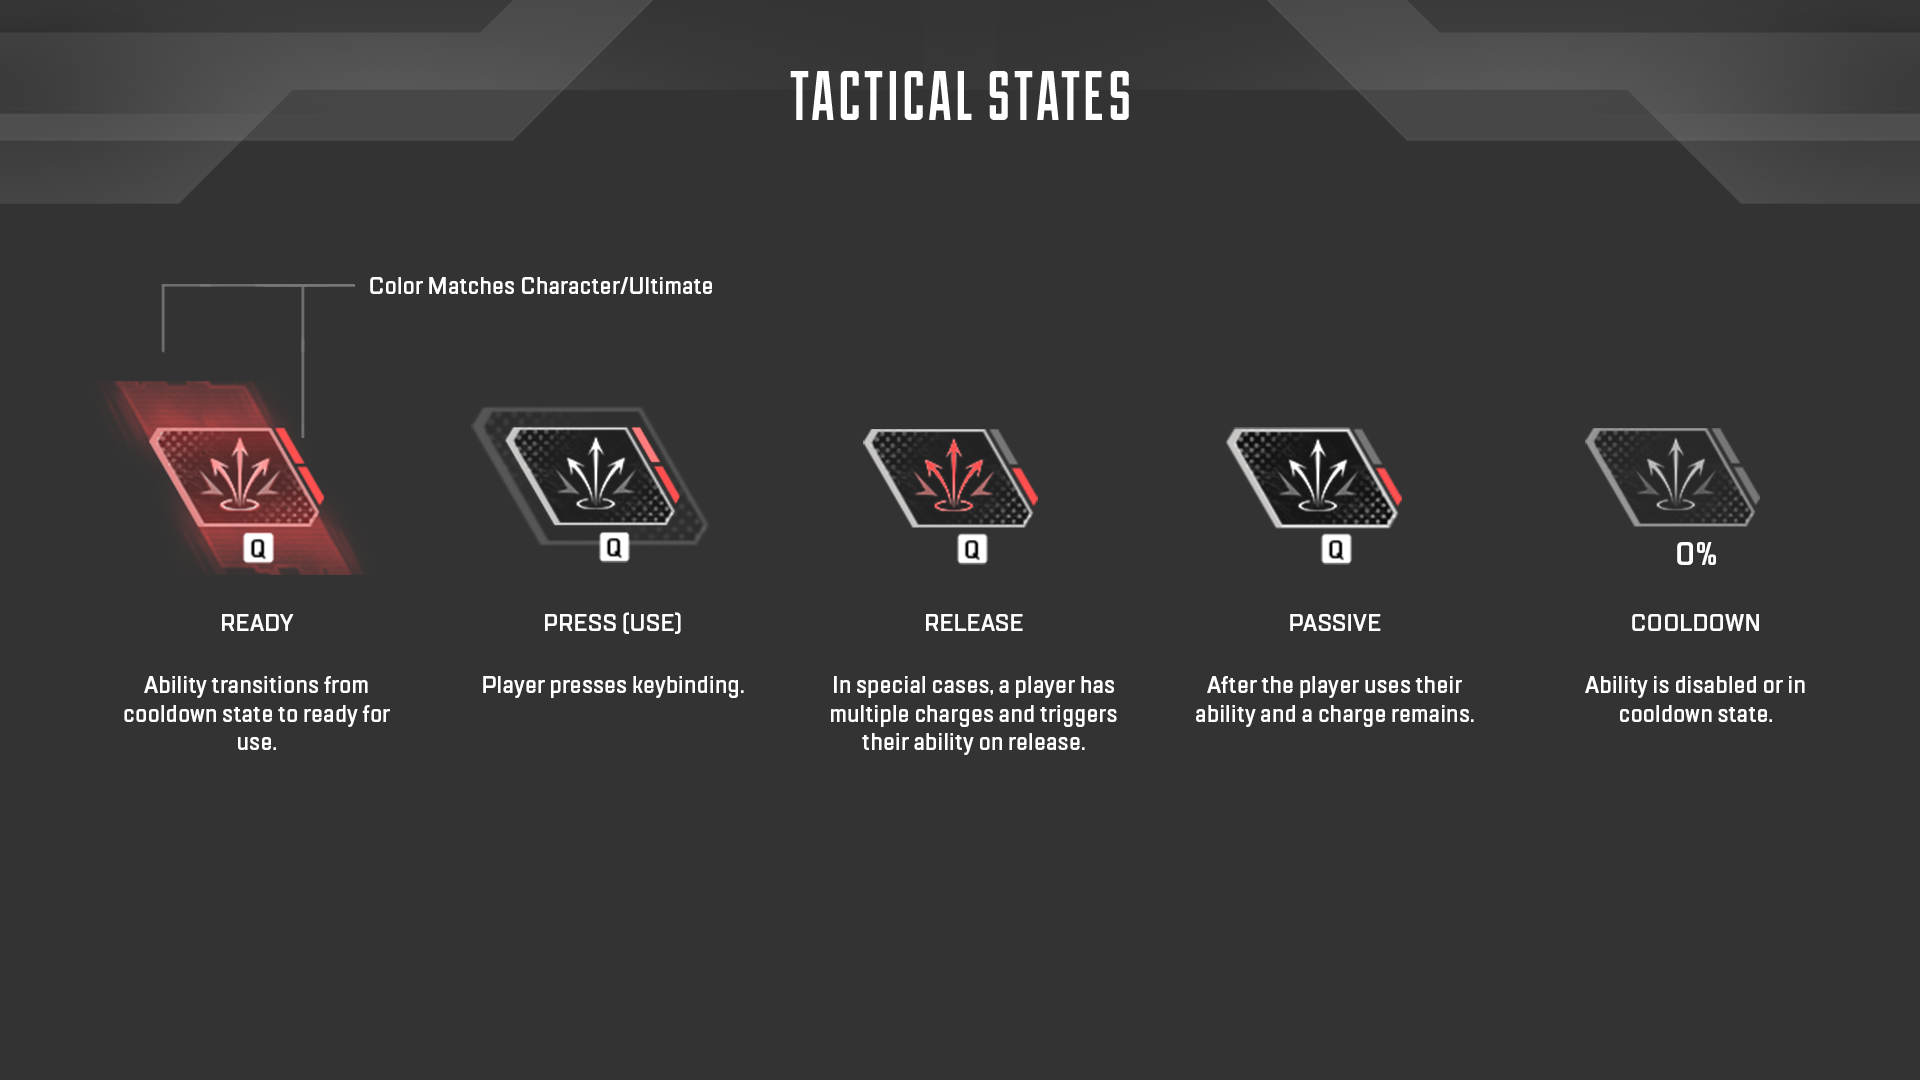 TACTICAL STATES
Color Matches Character/Ultimate
Q
Q
Q
Q
0%
READY
PRESS (USE)
RELEASE
PASSIVE
COOLDOWN
Ability transitions from
cooldown state to ready for
use.
Player presses keybinding.
In special cases, a player has
multiple charges and triggers
their ability on release.
After the player uses their
ability and a charge remains.
Ability is disabled or in
cooldown state.